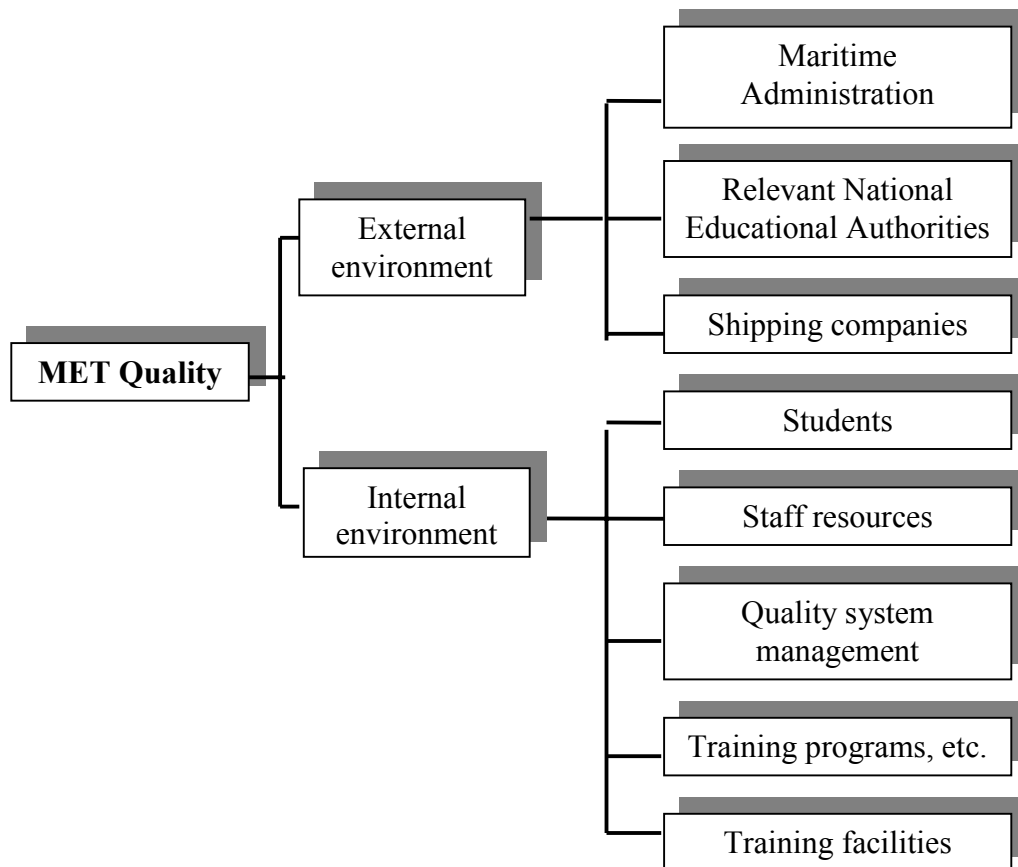 MET Quality
External
environment
Maritime
Administration
Relevant National
Educational Authorities
Shipping companies
Internal
environment
Students
Staff resources
Quality system
management
Training programs, etc.
Training facilities